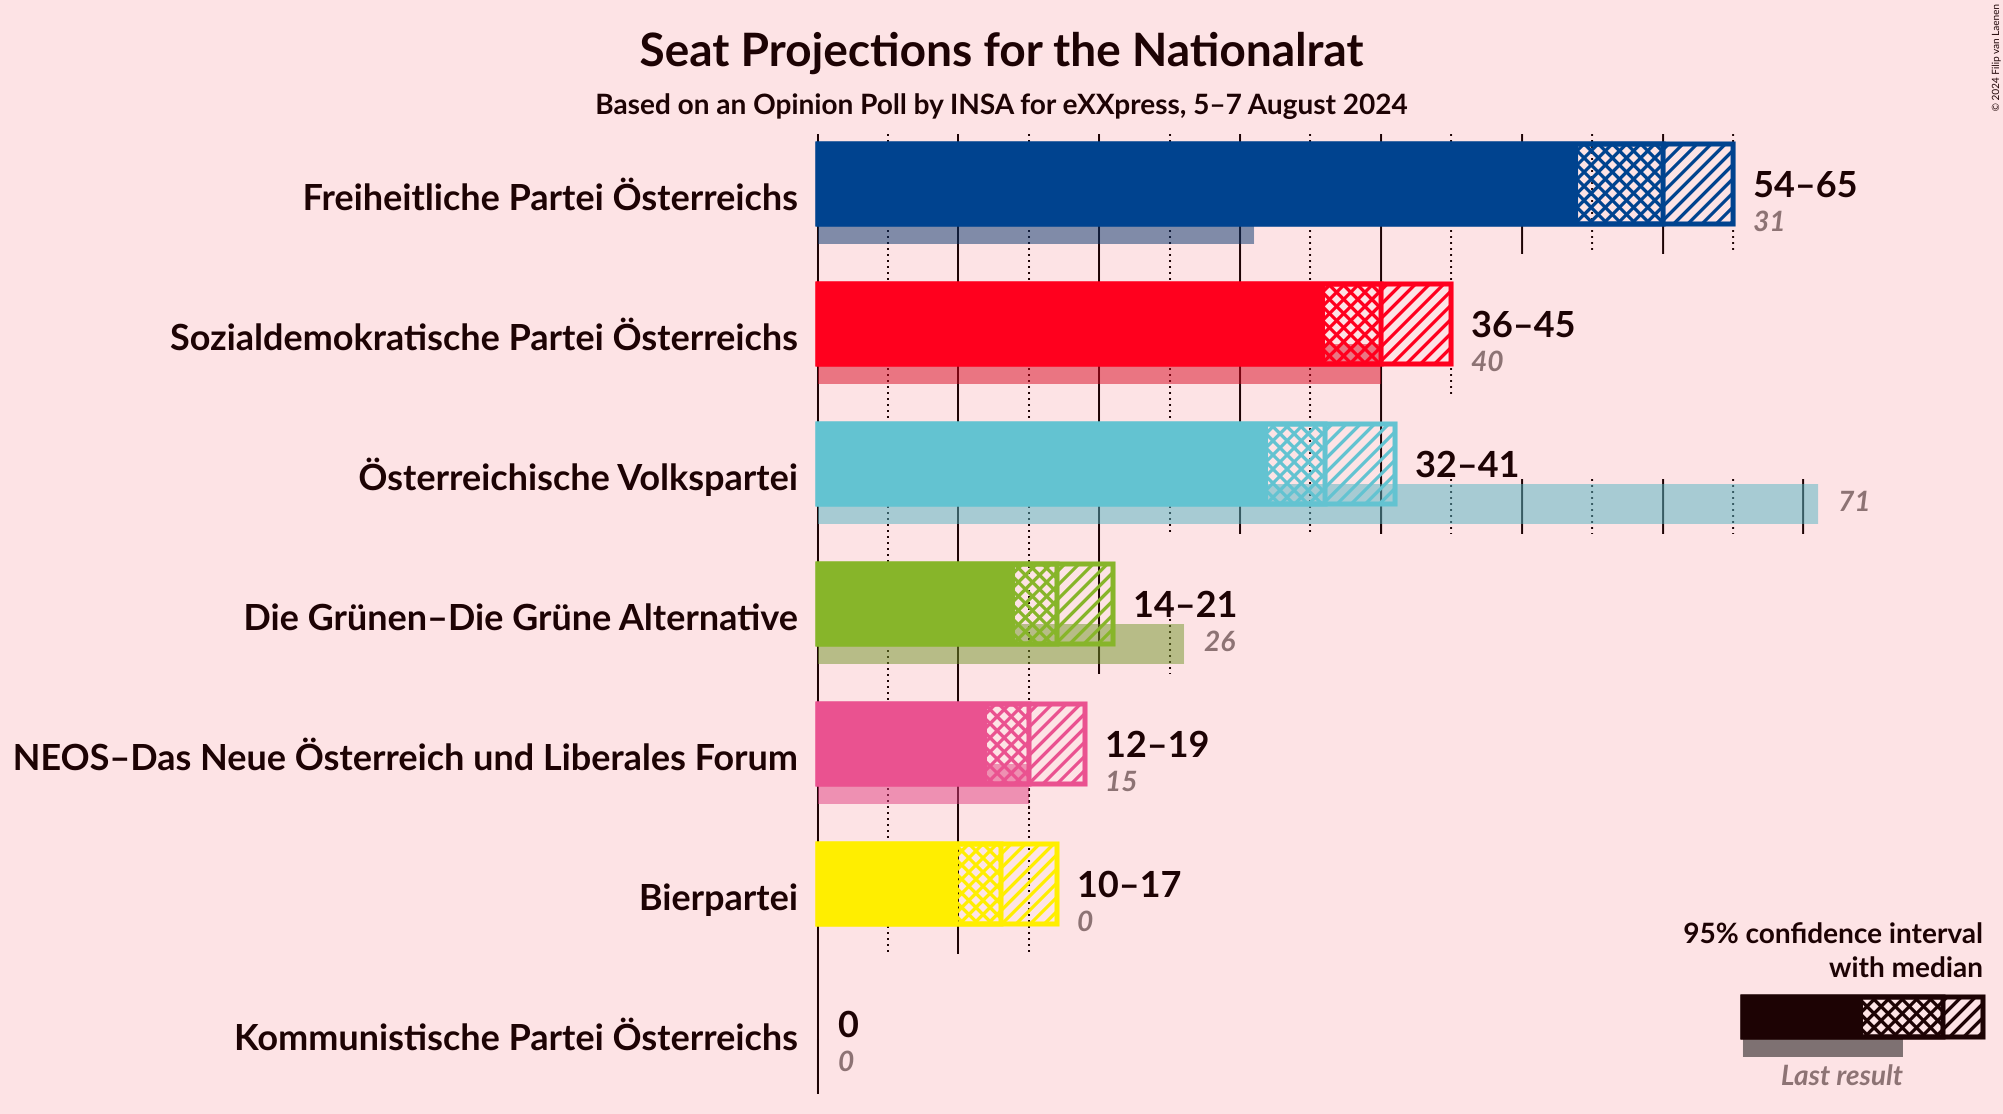 Seat Projections for the Nationalrat
Based on an Opinion Poll by INSA for eXXpress, 5–7 August 2024
© 2024 Filip van Laenen
Freiheitliche Partei Österreichs
54–65
31
Sozialdemokratische Partei Österreichs
36–45
40
Österreichische Volkspartei
32–41
71
Die Grünen–Die Grüne Alternative
14–21
26
NEOS–Das Neue Österreich und Liberales Forum
12–19
15
Bierpartei
10–17
0
Kommunistische Partei Österreichs
0
0
95% confidence interval
with median
Last result